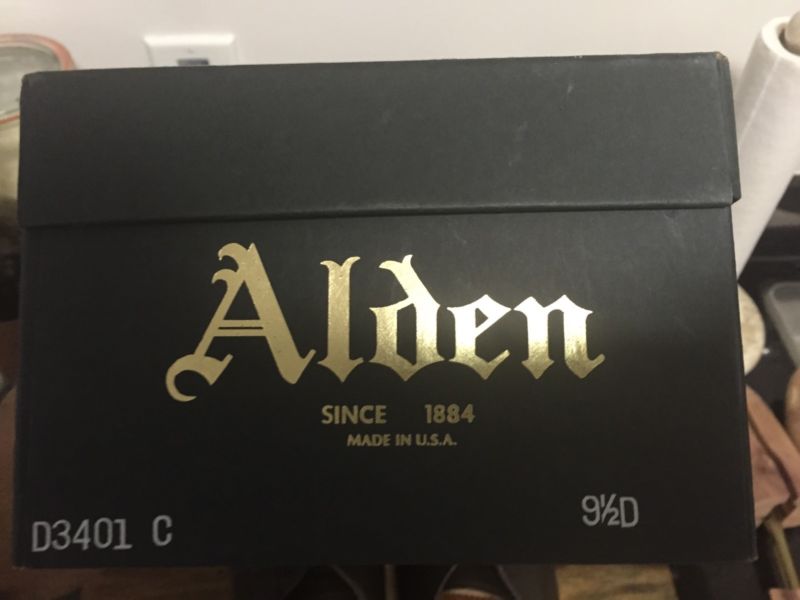 Alden
SINCE 1884
MADE IN U.S.A.
D3401 C 9½D